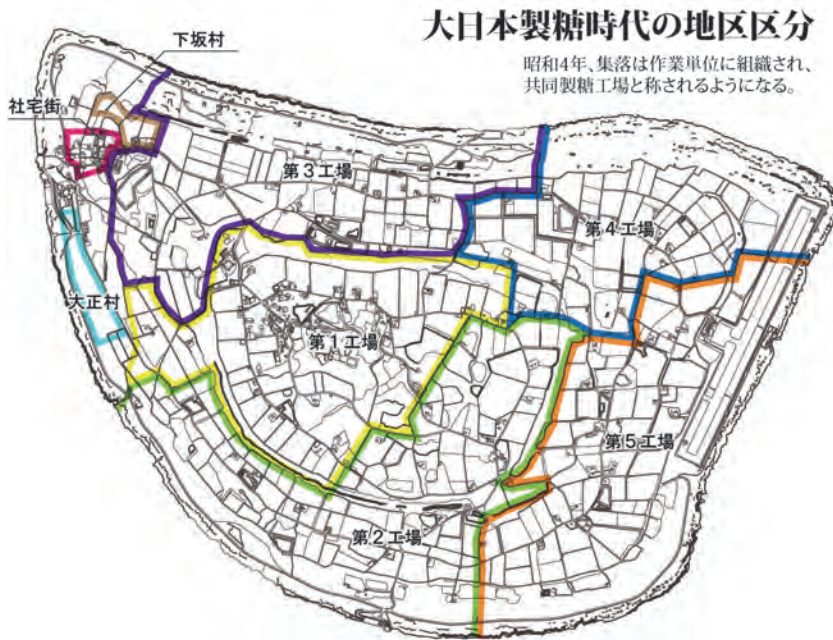 大日本製糖時代の地区区分
昭和4年、集落は作業単位に組織され、
共同製糖工場と称されるようになる。
下坂村
社宅街
第3工場
第4工場
大正村
第1工場
第5工場
第2工場